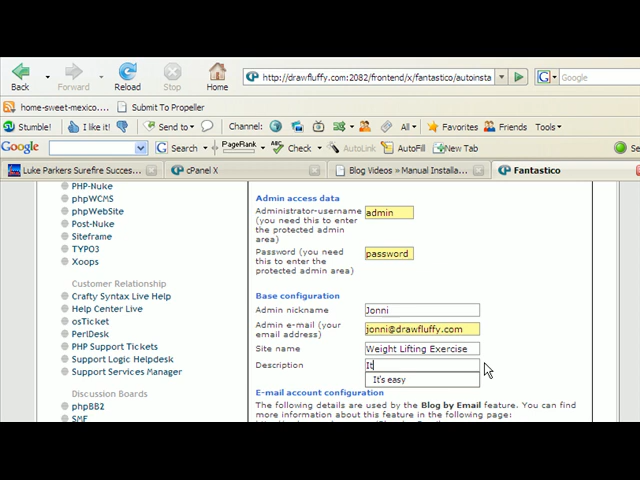 Back
Forward
Reload
Stop
Home
http://drawfluffy.com:2082/frontend/x/fantastico/autoinsta
Google
home-sweet-mexico....
Submit To Propeller
Stumble!
I like it!
Send to
Channel:
All
Favorites
Friends
Tools
Google
Search
PageRank
Check
AutoLink
AutoFill
New Tab
Se
Luke Parkers Surefire Succes...
cPanel X
Blog Videos » Manual Installa...
Fantastico
PHP-Nuke
phpWCMS
phpWebSite
Post-Nuke
Siteframe
TYPO3
Xoops
Customer Relationship
Crafty Syntax Live Help
Help Center Live
osTicket
PerlDesk
PHP Support Tickets
Support Logic Helpdesk
Support Services Manager
Discussion Boards
phpBB2
SMF
Admin access data
Administrator-username admin
(you need this to enter
the protected admin
area)
Password (you need password
this to enter the
protected admin area)
Base configuration
Admin nickname Jonni
Admin e-mail (your jonni@drawfluffy.com
email address)
Site name Weight Lifting Exercise
Description It
It's easy
E-mail account configuration
The following details are used by the Blog by Email feature. You can find
more information about this feature in the following page: